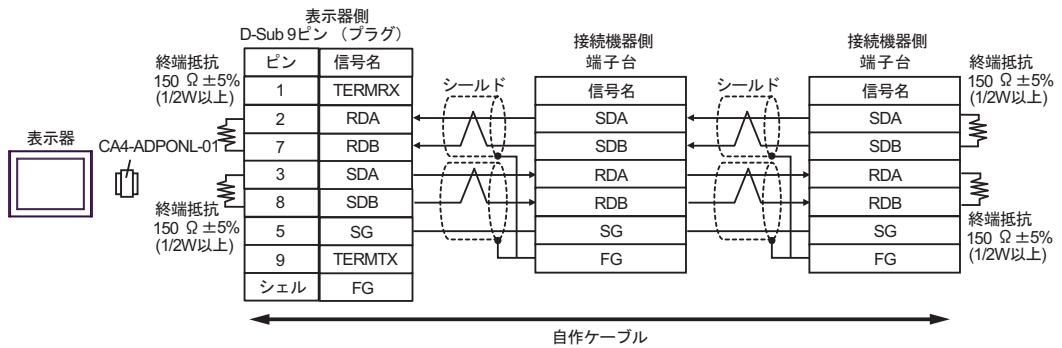 表示器側
D-Sub 9ピン （プラグ）
接続機器側
端子台
接続機器側
端子台
終端抵抗
150 Ω ±5%
(1/2W以上)
ピン 信号名
1 TERMRX
2 RDA
7 RDB
3 SDA
8 SDB
5 SG
9 TERMTX
シェル FG
シールド
信号名
SDA
SDB
RDA
RDB
SG
FG
シールド
信号名
SDA
SDB
RDA
RDB
SG
FG
終端抵抗
150 Ω ±5%
(1/2W以上)
表示器
CA4-ADPONL-01
終端抵抗
150 Ω ±5%
(1/2W以上)
終端抵抗
150 Ω ±5%
(1/2W以上)
自作ケーブル